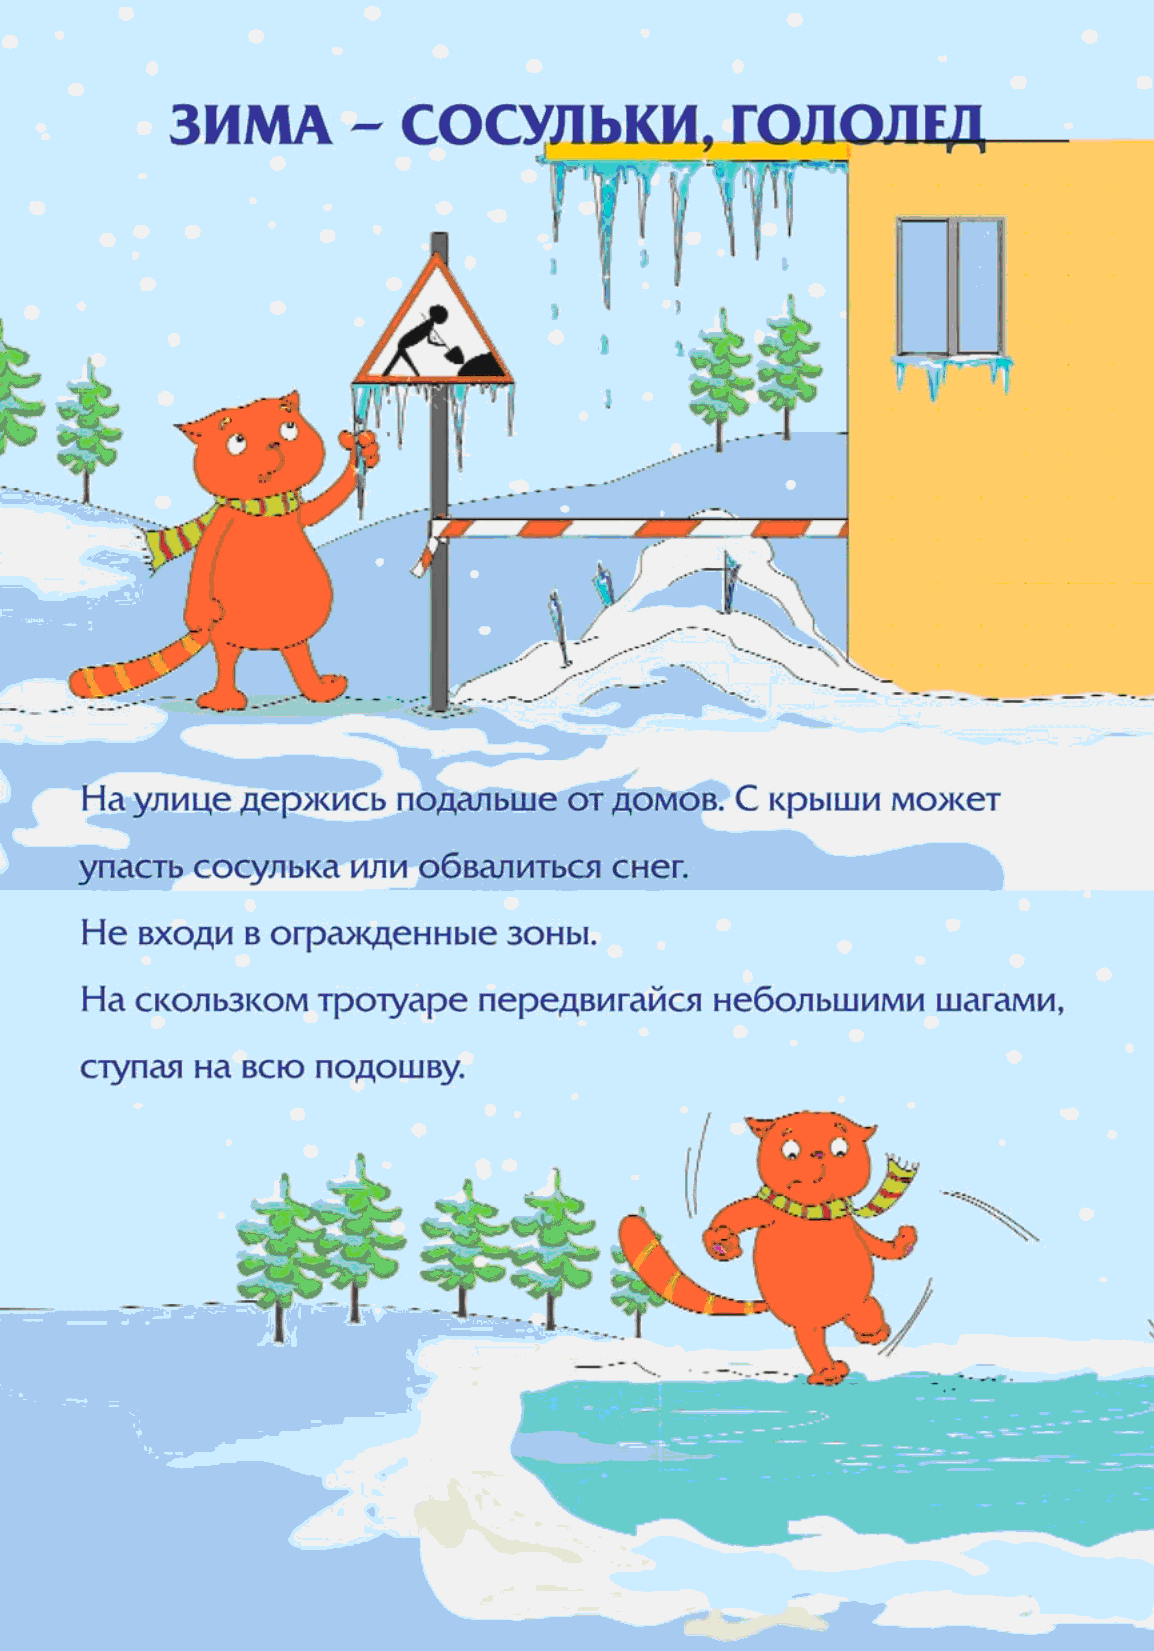 ЗИМА – СОСУЛЬКИ, ГОЛОЛЕД
На улице держись подальше от домов. С крыши может
упасть сосулька или обвалиться снег.
Не входи в огражденные зоны.
На скользком тротуаре передвигайся небольшими шагами,
ступая на всю подошву.